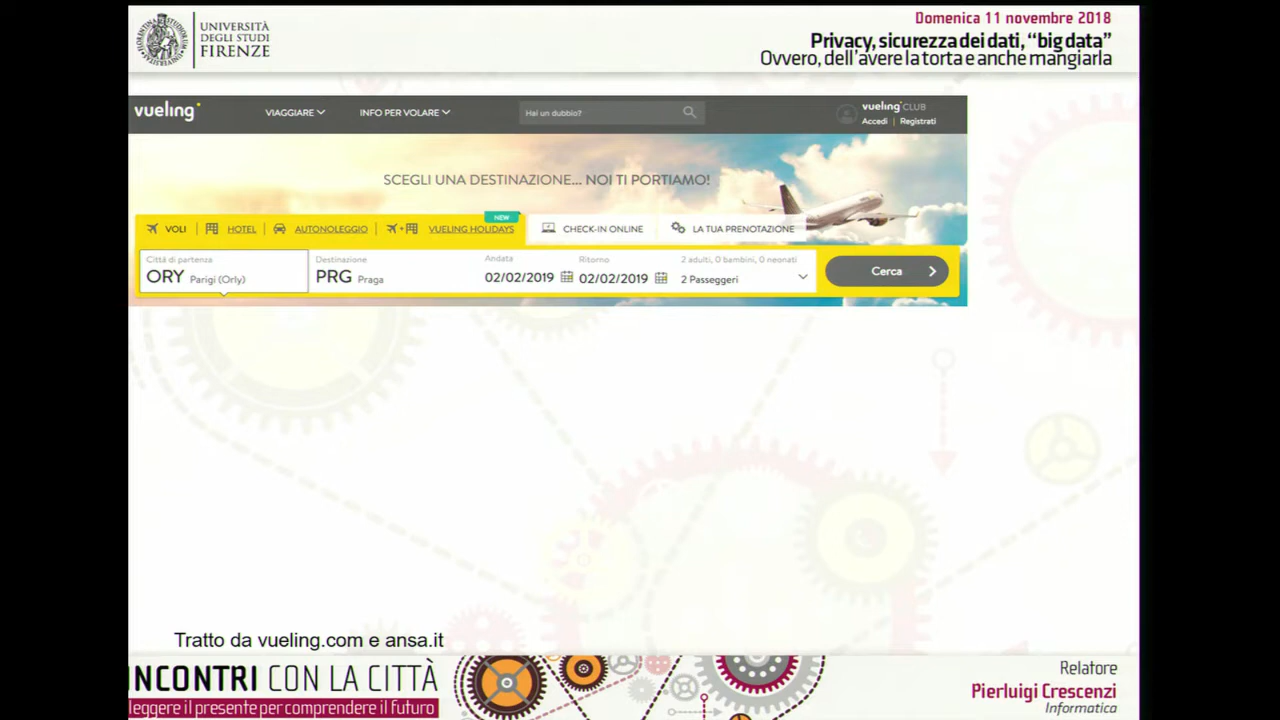 UNIVERSITÀ
DEGLI STUDI
FIRENZE
Domenica 11 novembre 2018
Privacy, sicurezza dei dati, “big data”
Ovvero, dell’avere la torta e anche mangiarla
vueling
VIAGGIARE
INFO PER VOLARE
Hai un dubbio?
vueling CLUB
Accedi | Registrati
SCEGLI UNA DESTINAZIONE... NOI TI PORTIAMO!
NEW
VOLI | HOTEL | AUTONOLEGGIO | VUELING HOLIDAYS
CHECK-IN ONLINE
LA TUA PRENOTAZIONE
Città di partenza
ORY Parigi (Orly)
Destinazione
PRG Praga
Andata
02/02/2019
Ritorno
02/02/2019
2 adulti, 0 bambini, 0 neonati
2 Passeggeri
Cerca
Tratto da vueling.com e ansa.it
NCONTRI CON LA CITTÀ
leggere il presente per comprendere il futuro
Relatore
Pierluigi Crescenzi
Informatica